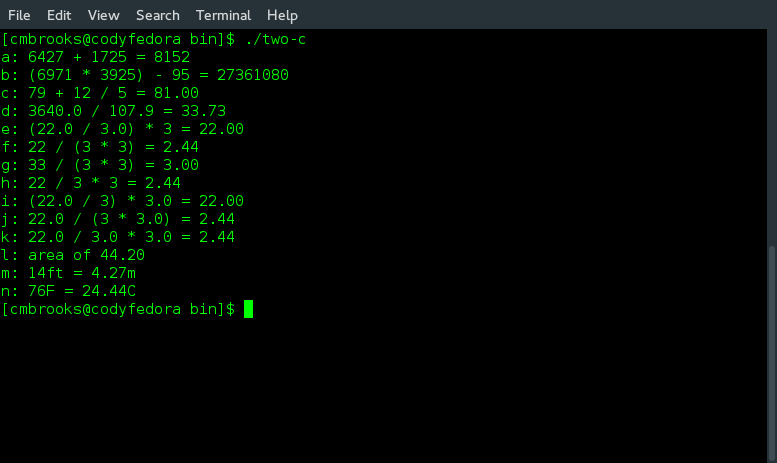 File Edit View Search Terminal Help
[cmbrooks@codyfedora bin]$ ./two-c
a: 6427 + 1725 = 8152
b: (6971 * 3925) - 95 = 27361080
c: 79 + 12 / 5 = 81.00
d: 3640.0 / 107.9 = 33.73
e: (22.0 / 3.0) * 3 = 22.00
f: 22 / (3 * 3) = 2.44
g: 33 / (3 * 3) = 3.00
h: 22 / 3 * 3 = 2.44
i: (22.0 / 3) * 3.0 = 22.00
j: 22.0 / (3 * 3.0) = 2.44
k: 22.0 / 3.0 * 3.0 = 2.44
l: area of 44.20
m: 14ft = 4.27m
n: 76F = 24.44C
[cmbrooks@codyfedora bin]$